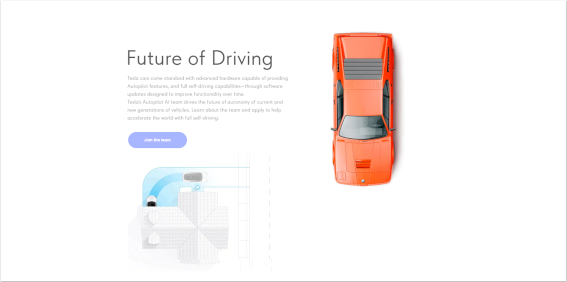 Future of Driving
Tesla cars come standard with advanced hardware capable of providing
Autopilot features, and full self-driving capabilities—through software
updates designed to improve functionality over time.
Tesla's Autopilot AI team drives the future of autonomy of current and
new generations of vehicles. Learn about the team and apply to help
accelerate the world with full self-driving.
Join the team